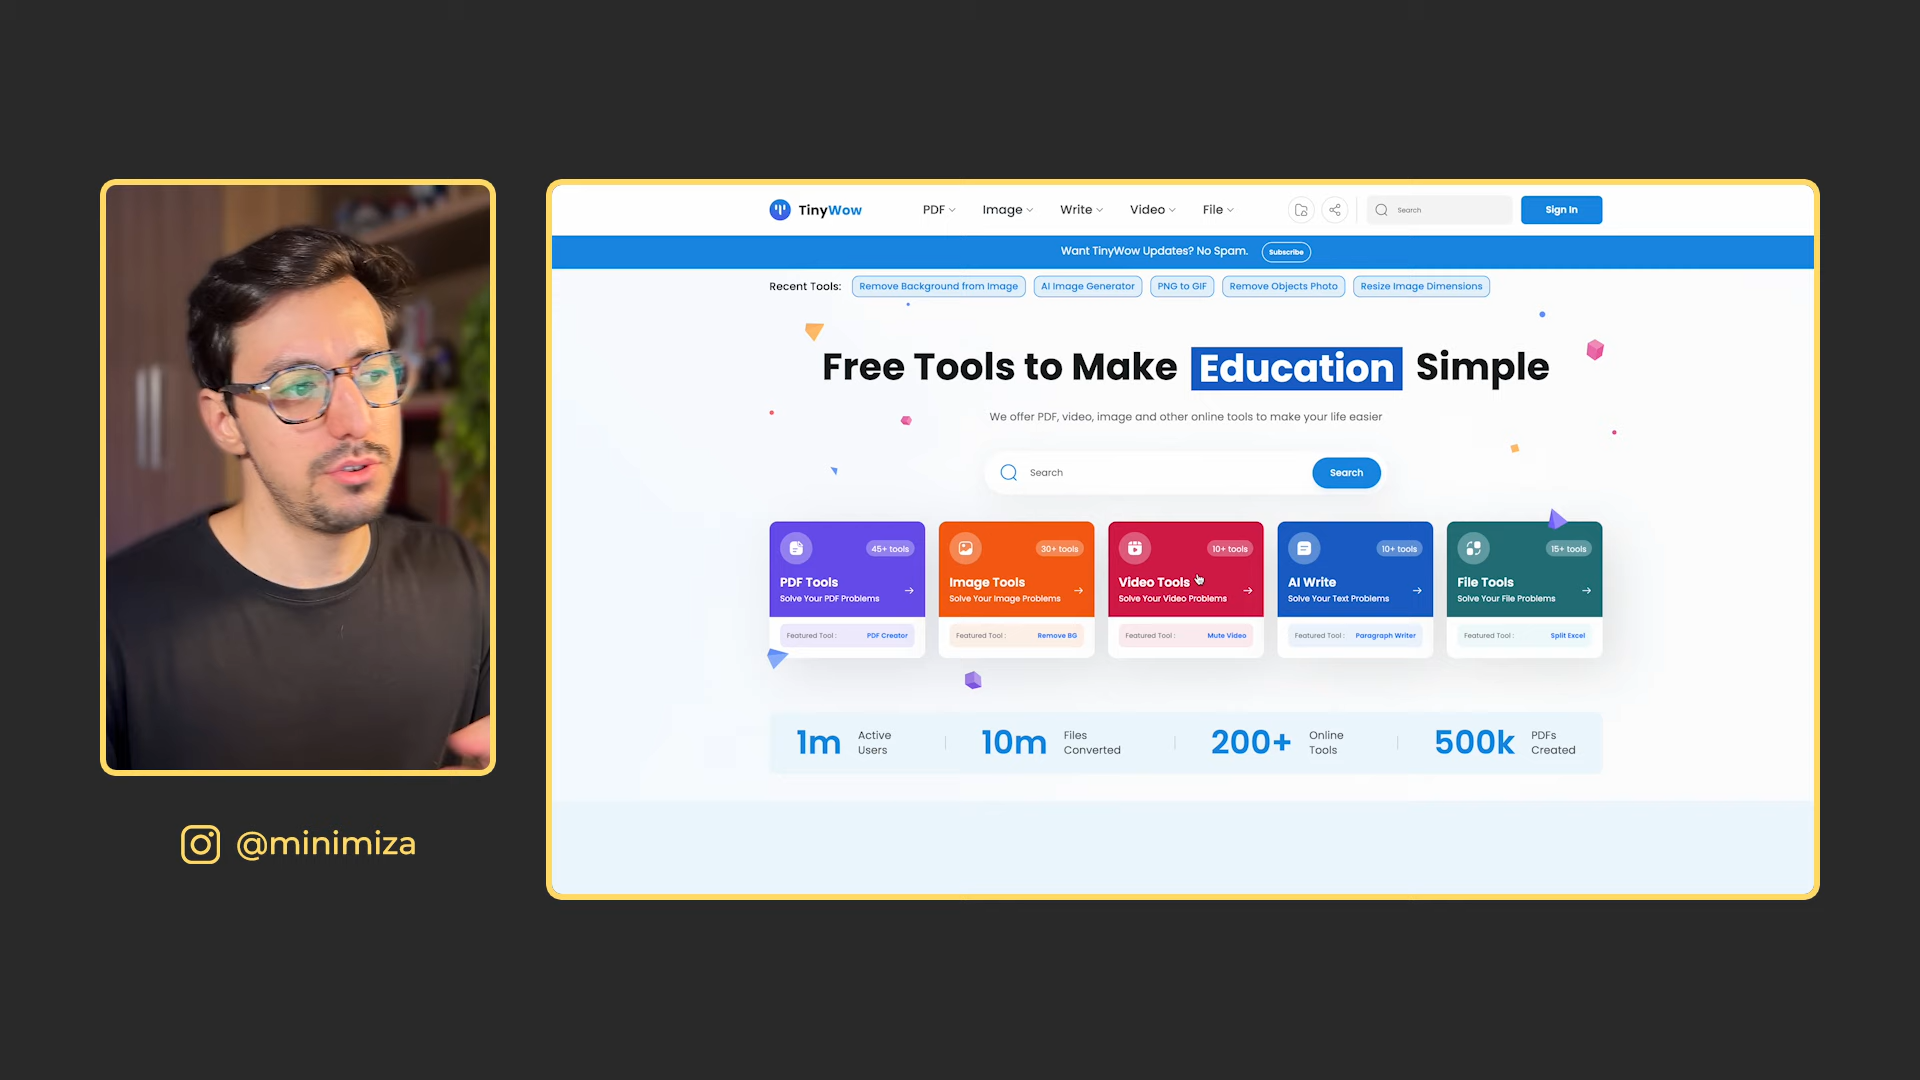 TinyWow
PDF
Image
Write
Video
File
Search
Sign In
Want TinyWow Updates? No Spam.
Subscribe
Recent Tools:
Remove Background from Image
AI Image Generator
PNG to GIF
Remove Objects Photo
Resize Image Dimensions
Free Tools to Make Education Simple
We offer PDF, video, image and other online tools to make your life easier
Search
Search
45+ tools
PDF Tools
Solve Your PDF Problems
Featured Tool :
PDF Creator
30+ tools
Image Tools
Solve Your Image Problems
Featured Tool :
Remove BG
10+ tools
Video Tools
Solve Your Video Problems
Featured Tool :
Mute Video
10+ tools
AI Write
Solve Your Text Problems
Featured Tool :
Paragraph Writer
15+ tools
File Tools
Solve Your File Problems
Featured Tool :
Split Excel
1m
Active
Users
10m
Files
Converted
200+
Online
Tools
500k
PDFs
Created
@minimiza